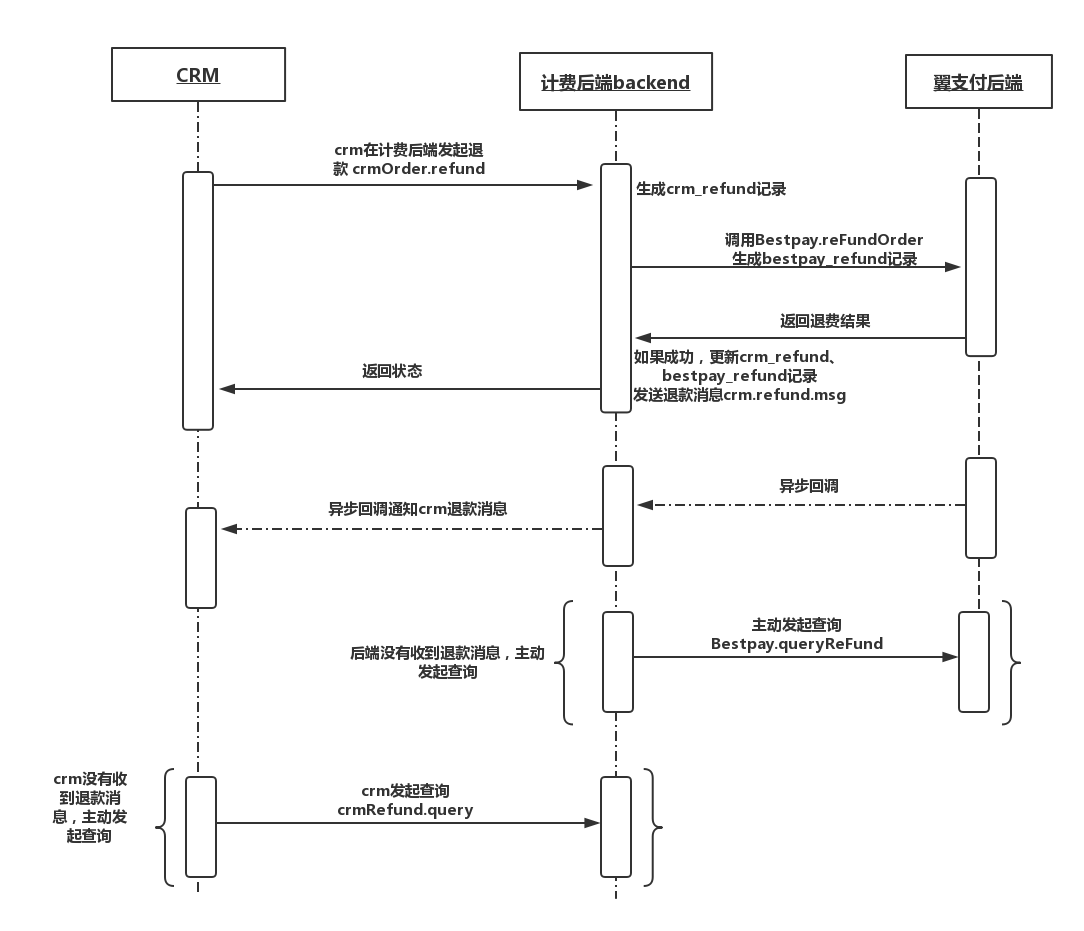 CRM
计费后端backend
翼支付后端
crm在计费后端发起退
款 crmOrder.refund
生成crm_refund记录
调用Bestpay.reFundOrder
生成bestpay_refund记录
返回退费结果
如果成功，更新crm_refund、
bestpay_refund记录
发送退款消息crm.refund.msg
返回状态
异步回调
异步回调通知crm退款消息
主动发起查询
Bestpay.queryReFund
后端没有收到退款消息，主动
发起查询
crm没有收
到退款消
息，主动发
起查询
crm发起查询
crmRefund.query